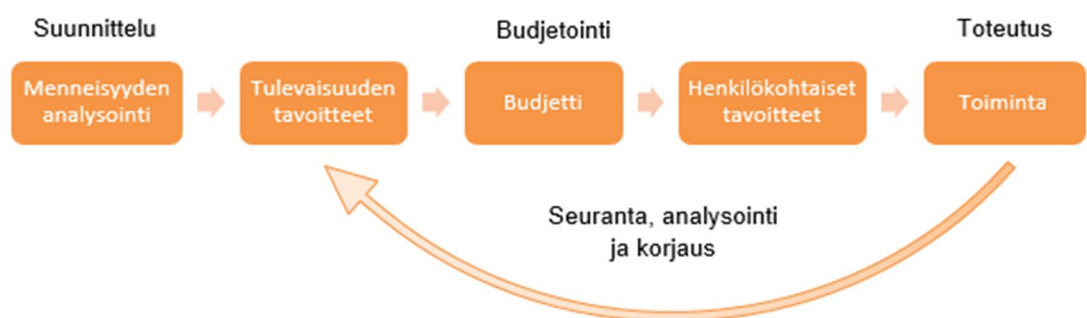 Suunnittelu
Budjetointi
Toteutus
Menneisyyden
analysointi
Tulevaisuuden
tavoitteet
Budjetti
Henkilökohtaiset
tavoitteet
Toiminta
Seuranta, analysointi
ja korjaus